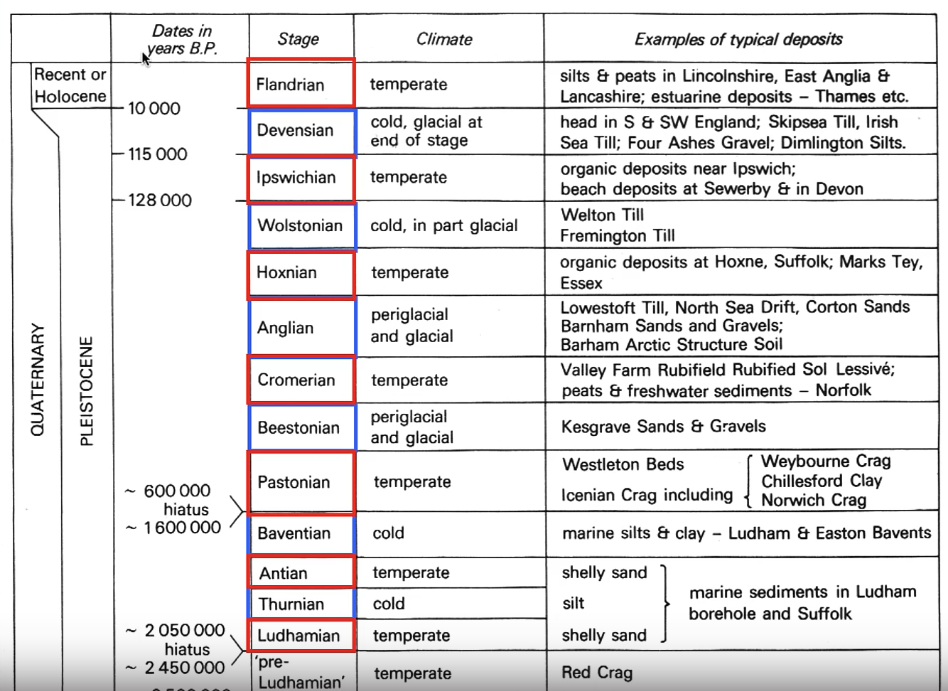 Dates in years B.P. Stage Climate Examples of typical deposits
Recent or Holocene
QUATERNARY
PLEISTOCENE
Flandrian temperate silts & peats in Lincolnshire, East Anglia &
Lancashire; estuarine deposits – Thames etc.
10 000
Devensian cold, glacial at end of stage head in S & SW England; Skipsea Till, Irish
Sea Till; Four Ashes Gravel; Dimlington Silts.
115 000
Ipswichian temperate organic deposits near Ipswich;
beach deposits at Sewerby & in Devon
128 000
Wolstonian cold, in part glacial Welton Till
Fremington Till
Hoxnian temperate organic deposits at Hoxne, Suffolk; Marks Tey,
Essex
Anglian periglacial and glacial Lowestoft Till, North Sea Drift, Corton Sands
Barnham Sands and Gravels;
Barham Arctic Structure Soil
Cromerian temperate Valley Farm Rubified Rubified Sol Lessivé;
peats & freshwater sediments – Norfolk
Beestonian periglacial and glacial Kesgrave Sands & Gravels
Pastonian temperate Westleton Beds
Icenian Crag including Weybourne Crag
Chillesford Clay
Norwich Crag
~ 600 000
hiatus
~ 1 600 000
Baventian cold marine silts & clay – Ludham & Easton Bavents
Antian temperate shelly sand
Thurnian cold silt
Ludhamian temperate shelly sand
marine sediments in Ludham
borehole and Suffolk
~ 2 050 000
hiatus
~ 2 450 000
'pre-
Ludhamian' temperate Red Crag